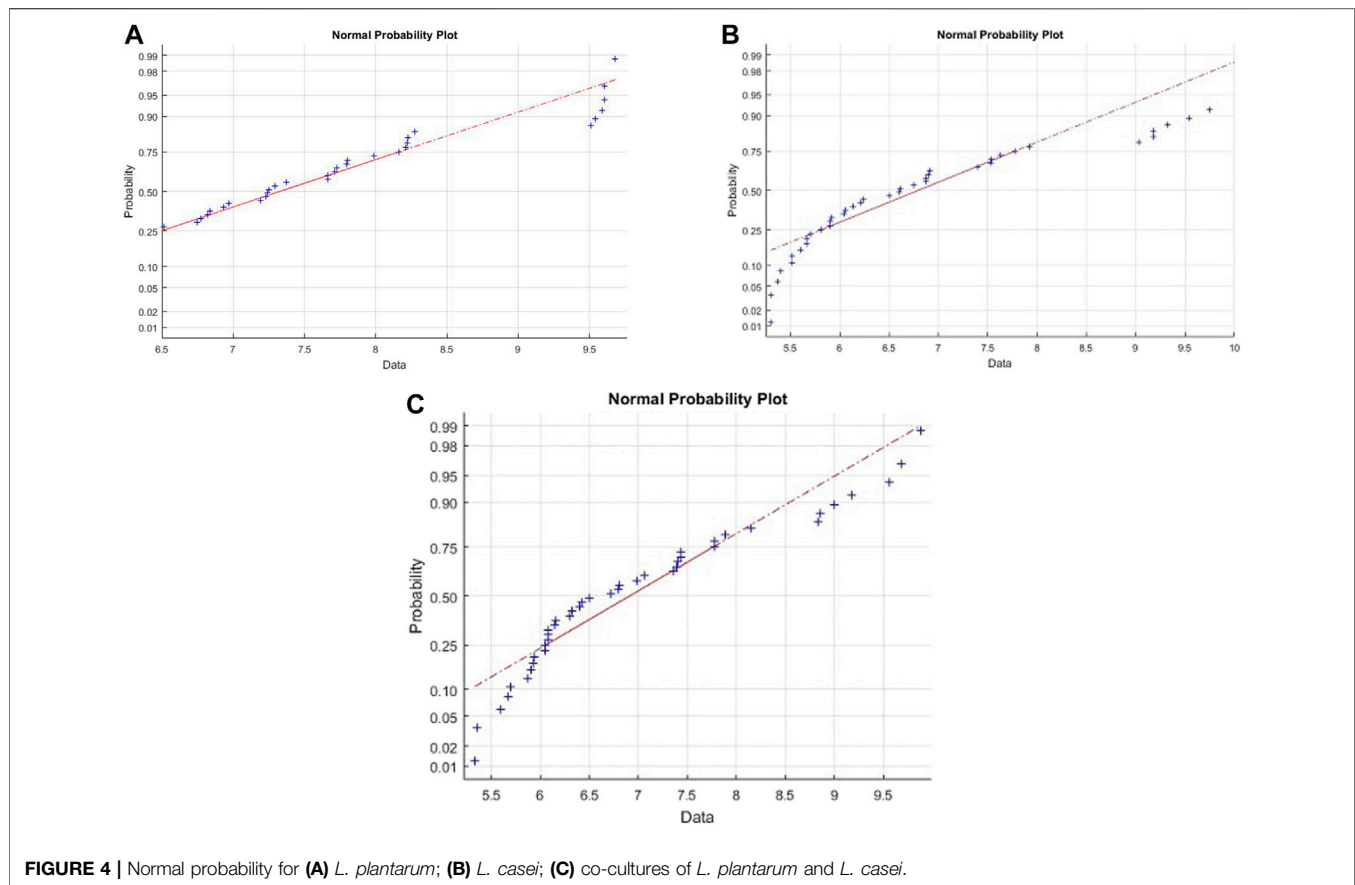 A
Normal Probability Plot
0.99
0.98
0.95
0.90
0.75
0.50
0.25
0.10
0.05
0.02
0.01
Probability
6.5 7 7.5 8 8.5 9 9.5
Data
B
Normal Probability Plot
0.99
0.98
0.95
0.90
0.75
0.50
0.25
0.10
0.05
0.02
0.01
Probability
5.5 6 6.5 7 7.5 8 8.5 9 9.5 10
Data
C
Normal Probability Plot
0.99
0.98
0.95
0.90
0.75
0.50
0.25
0.10
0.05
0.02
0.01
Probability
5.5 6 6.5 7 7.5 8 8.5 9 9.5
Data
FIGURE 4 | Normal probability for (A) L. plantarum; (B) L. casei; (C) co-cultures of L. plantarum and L. casei.